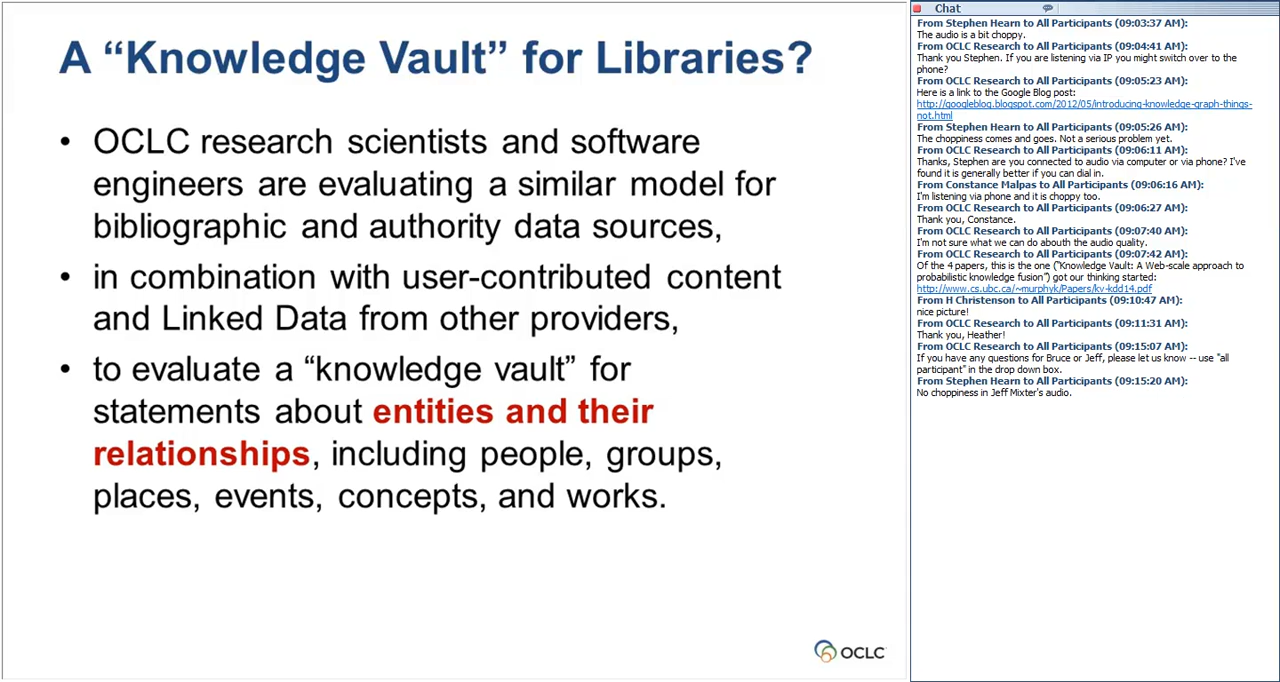 A “Knowledge Vault” for Libraries?
• OCLC research scientists and software
engineers are evaluating a similar model for
bibliographic and authority data sources,
• in combination with user-contributed content
and Linked Data from other providers,
• to evaluate a “knowledge vault” for
statements about entities and their
relationships, including people, groups,
places, events, concepts, and works.
OCLC
Chat
From Stephen Hearn to All Participants (09:03:37 AM):
The audio is a bit choppy.
From OCLC Research to All Participants (09:04:41 AM):
Thank you Stephen. If you are listening via IP you might switch over to the
phone?
From OCLC Research to All Participants (09:05:23 AM):
Here is a link to the Google Blog post:
http://googleblog.blogspot.com/2012/05/introducing-knowledge-graph-things-
not.html
From Stephen Hearn to All Participants (09:05:26 AM):
The choppiness comes and goes. Not a serious problem yet.
From OCLC Research to All Participants (09:06:11 AM):
Thanks, Stephen are you connected to audio via computer or via phone? I've
found it is generally better if you can dial in.
From Constance Malpas to All Participants (09:06:16 AM):
I'm listening via phone and it is choppy too.
From OCLC Research to All Participants (09:06:27 AM):
Thank you, Constance.
From OCLC Research to All Participants (09:07:40 AM):
I'm not sure what we can do abouth the audio quality.
From OCLC Research to All Participants (09:07:42 AM):
Of the 4 papers, this is the one ("Knowledge Vault: A Web-scale approach to
probabilistic knowledge fusion") got our thinking started:
http://www.cs.ubc.ca/~murphyk/Papers/kv-kdd14.pdf
From H Christenson to All Participants (09:10:47 AM):
nice picture!
From OCLC Research to All Participants (09:11:31 AM):
Thank you, Heather!
From OCLC Research to All Participants (09:15:07 AM):
If you have any questions for Bruce or Jeff, please let us know -- use "all
participant" in the drop down box.
From Stephen Hearn to All Participants (09:15:20 AM):
No choppiness in Jeff Mixter's audio.